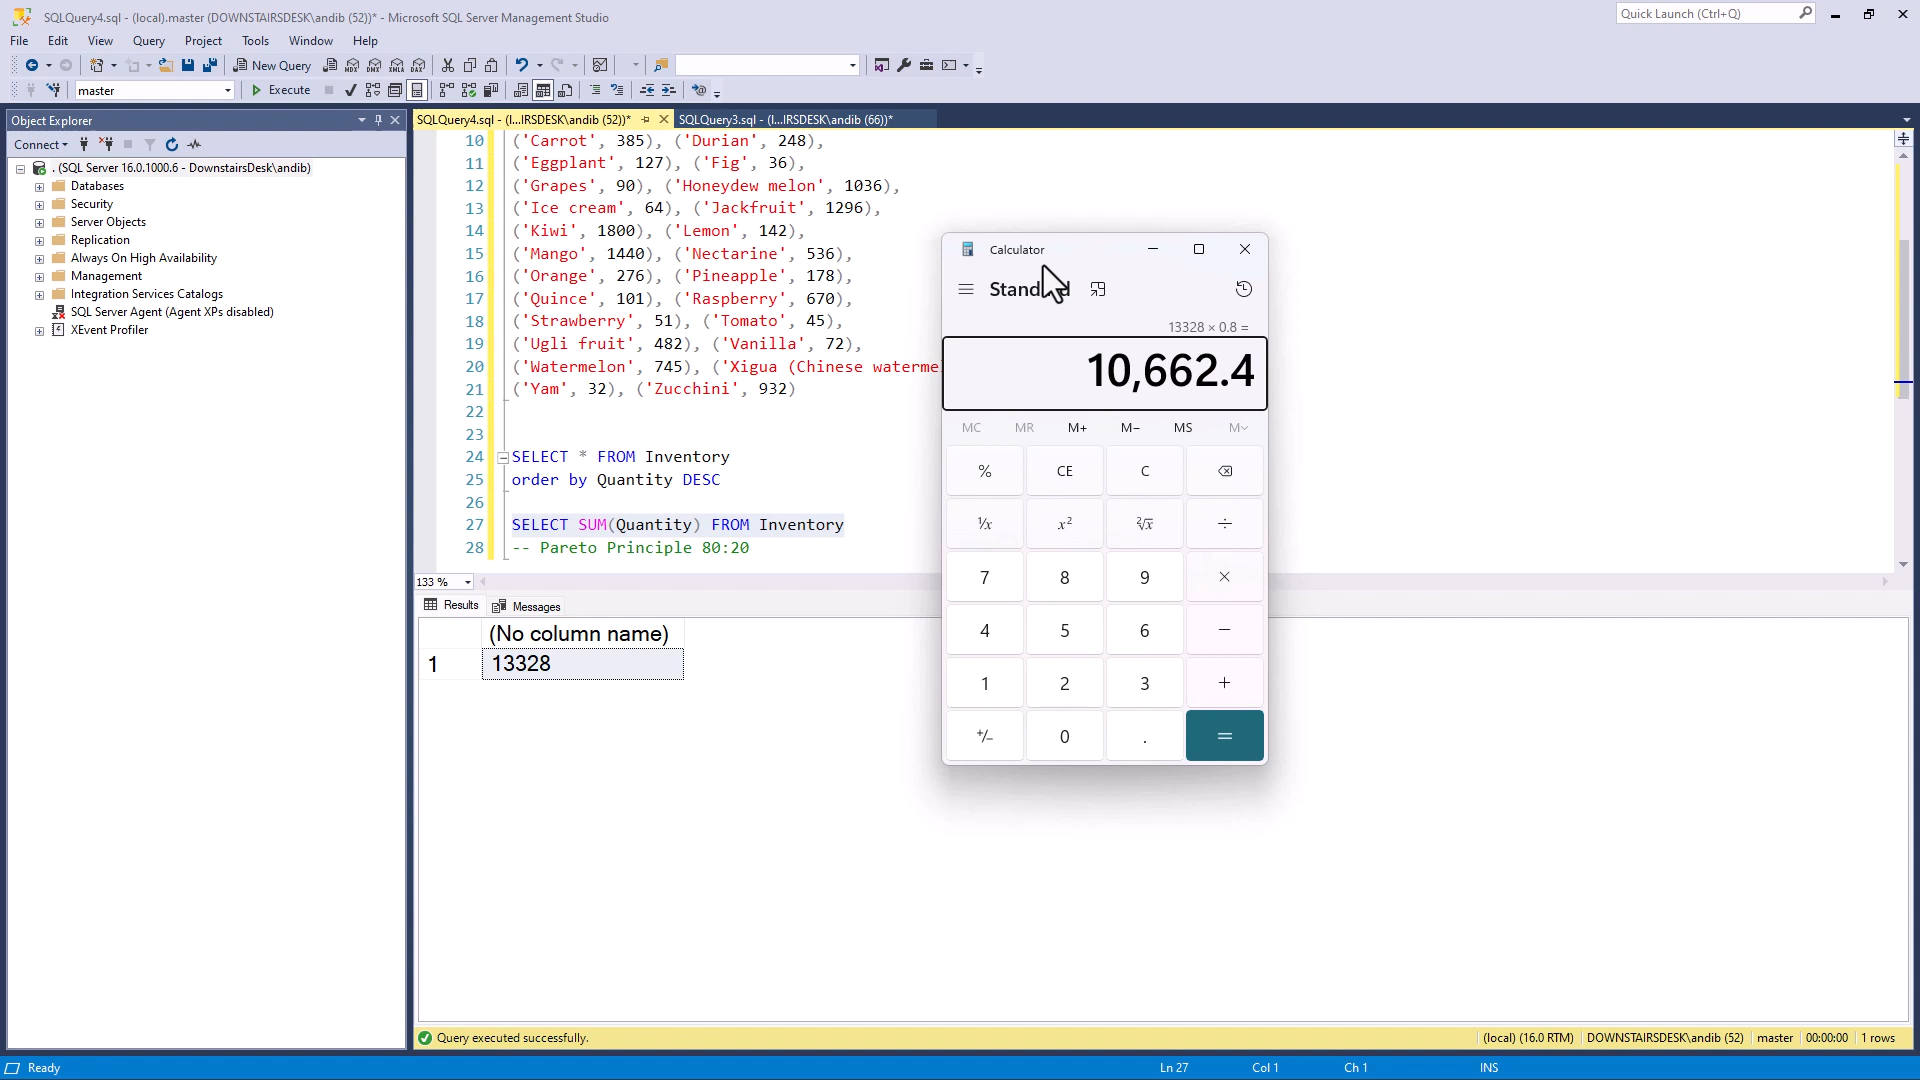 SQLQuery4.sql - (local).master (DOWNSTAIRSDESK\andib (52))* - Microsoft SQL Server Management Studio
Quick Launch (Ctrl+Q)
File Edit View Query Project Tools Window Help
New Query
master
Execute
Object Explorer
Connect
. (SQL Server 16.0.1000.6 - DownstairsDesk\andib)
Databases
Security
Server Objects
Replication
Always On High Availability
Management
Integration Services Catalogs
SQL Server Agent (Agent XPs disabled)
XEvent Profiler
SQLQuery4.sql - (l...IRSDESK\andib (52))*
SQLQuery3.sql - (l...IRSDESK\andib (66))*
10 ('Carrot', 385), ('Durian', 248),
11 ('Eggplant', 127), ('Fig', 36),
12 ('Grapes', 90), ('Honeydew melon', 1036),
13 ('Ice cream', 64), ('Jackfruit', 1296),
14 ('Kiwi', 1800), ('Lemon', 142),
15 ('Mango', 1440), ('Nectarine', 536),
16 ('Orange', 276), ('Pineapple', 178),
17 ('Quince', 101), ('Raspberry', 670),
18 ('Strawberry', 51), ('Tomato', 45),
19 ('Ugli fruit', 482), ('Vanilla', 72),
20 ('Watermelon', 745), ('Xigua (Chinese waterme
21 ('Yam', 32), ('Zucchini', 932)
22
23
24 SELECT * FROM Inventory
25 order by Quantity DESC
26
27 SELECT SUM(Quantity) FROM Inventory
28 -- Pareto Principle 80:20
133 %
Results Messages
(No column name)
1 13328
Calculator
Standard
13328 × 0.8 =
10,662.4
MC MR M+ M− MS M
% CE C
¹/x x² ²√x ÷
7 8 9 ×
4 5 6 −
1 2 3 +
+/− 0 . =
Query executed successfully.
(local) (16.0 RTM) DOWNSTAIRSDESK\andib (52) master 00:00:00 1 rows
Ready
Ln 27 Col 1 Ch 1 INS